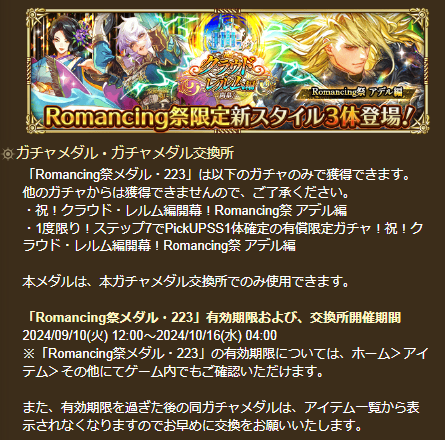 クラウド・
レルム編
開幕
Romancing祭 アデル編
Romancing祭限定新スタイル3体登場!
ガチャメダル・ガチャメダル交換所
「Romancing祭メダル・223」は以下のガチャのみで獲得できます。
他のガチャからは獲得できませんので、ご了承ください。
・祝！クラウド・レルム編開幕！Romancing祭 アデル編
・1度限り！ステップ7でPickUPSS1体確定の有償限定ガチャ！祝！ク
ラウド・レルム編開幕！Romancing祭 アデル編
本メダルは、本ガチャメダル交換所でのみ使用できます。
「Romancing祭メダル・223」有効期限および、交換所開催期間
2024/09/10(火) 12:00～2024/10/16(水) 04:00
※「Romancing祭メダル・223」の有効期限については、ホーム＞アイ
テム＞その他にてゲーム内でもご確認いただけます。
また、有効期限を過ぎた後の同ガチャメダルは、アイテム一覧から表
示されなくなりますのでお早めに交換をお願いいたします。